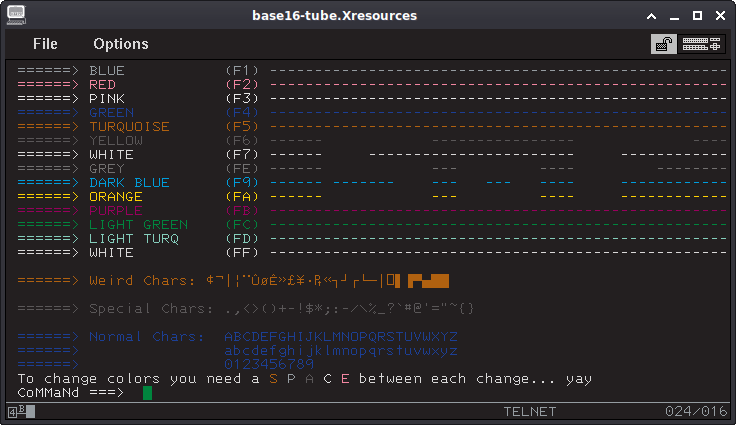 base16-tube.Xresources
File Options
======> BLUE (F1) ---------------------------------------------------
======> RED (F2) ---------------------------------------------------
======> PINK (F3) ---------------------------------------------------
======> GREEN (F4) ---------------------------------------------------
======> TURQUOISE (F5) ---------------------------------------------------
======> YELLOW (F6) ------ --- ---------------- ----
======> WHITE (F7) ------ ------------------------- ------------
======> GREY (FE) ------ --- ---- ------------
======> DARK BLUE (F9) ------ ------- --- --- ---- ------------
======> ORANGE (FA) ------ --- ---- ------------
======> PURPLE (FB) ---------------------------------------------------
======> LIGHT GREEN (FC) ---------------------------------------------------
======> LIGHT TURQ (FD) ---------------------------------------------------
======> WHITE (FF) ---------------------------------------------------
======> Weird Chars: ¢¬|¦¨ÛøÊ»£¥·₧«┐┘┌└─│
======> Special Chars: .,<>()+-!$*;:-/\%_?`#@'="~{}
======> Normal Chars: ABCDEFGHIJKLMNOPQRSTUVWXYZ
======> abcdefghijklmnopqrstuvwxyz
======> 0123456789
To change colors you need a S P A C E between each change... yay
CoMMaNd ===>
4 B TELNET 024/016